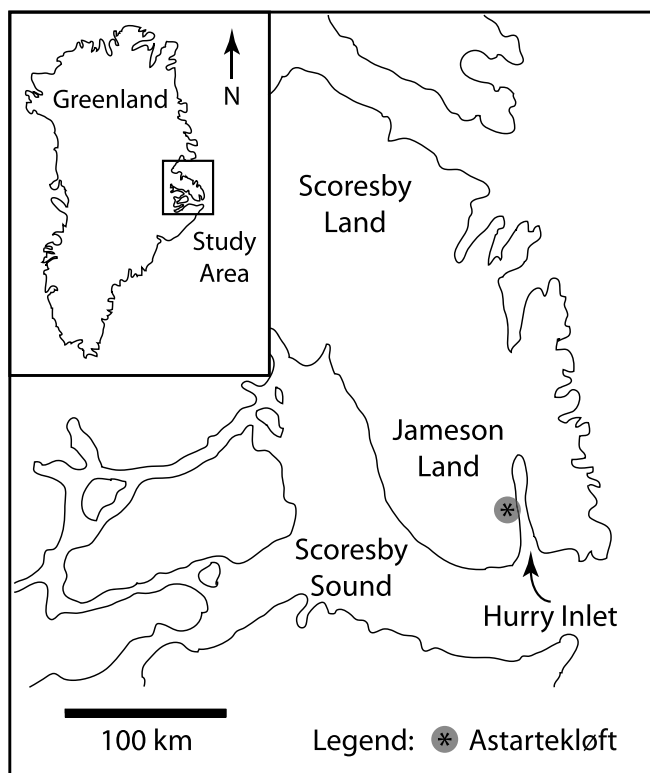 Greenland
N
Study
Area
Scoresby
Land
Jameson
Land
Scoresby
Sound
Hurry Inlet
100 km
Legend: * Astartekløft